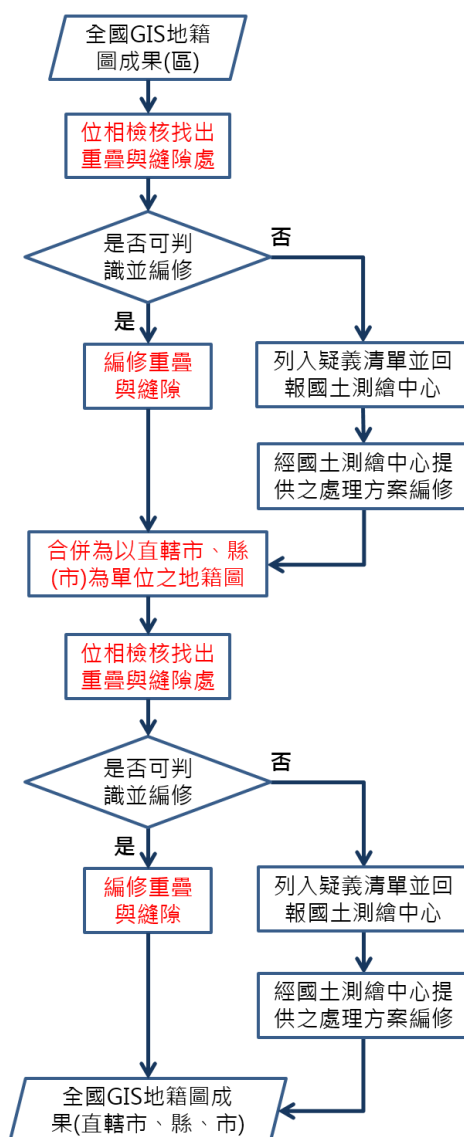 全國GIS地籍
圖成果(區)
位相檢核找出
重疊與縫隙處
是否可判
識並編修
否
是
編修重疊
與縫隙
列入疑義清單並回
報國土測繪中心
經國土測繪中心提
供之處理方案編修
合併為以直轄市、縣
(市)為單位之地籍圖
位相檢核找出
重疊與縫隙處
是否可判
識並編修
否
是
編修重疊
與縫隙
列入疑義清單並回
報國土測繪中心
經國土測繪中心提
供之處理方案編修
全國GIS地籍圖成
果(直轄市、縣、市)